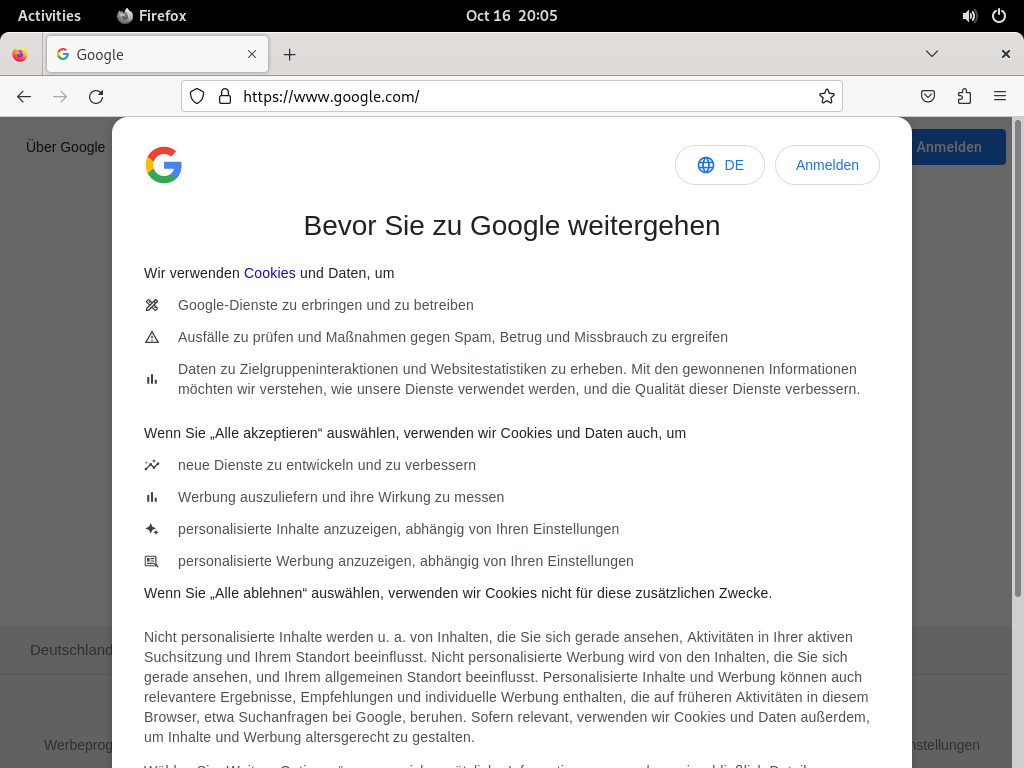 Activities
Firefox
Oct 16 20:05
Google
https://www.google.com/
Über Google
Anmelden
DE
Anmelden
Bevor Sie zu Google weitergehen
Wir verwenden Cookies und Daten, um
Google-Dienste zu erbringen und zu betreiben
Ausfälle zu prüfen und Maßnahmen gegen Spam, Betrug und Missbrauch zu ergreifen
Daten zu Zielgruppeninteraktionen und Websitestatistiken zu erheben. Mit den gewonnenen Informationen
möchten wir verstehen, wie unsere Dienste verwendet werden, und die Qualität dieser Dienste verbessern.
Wenn Sie „Alle akzeptieren“ auswählen, verwenden wir Cookies und Daten auch, um
neue Dienste zu entwickeln und zu verbessern
Werbung auszuliefern und ihre Wirkung zu messen
personalisierte Inhalte anzuzeigen, abhängig von Ihren Einstellungen
personalisierte Werbung anzuzeigen, abhängig von Ihren Einstellungen
Wenn Sie „Alle ablehnen“ auswählen, verwenden wir Cookies nicht für diese zusätzlichen Zwecke.
Nicht personalisierte Inhalte werden u. a. von Inhalten, die Sie sich gerade ansehen, Aktivitäten in Ihrer aktiven
Suchsitzung und Ihrem Standort beeinflusst. Nicht personalisierte Werbung wird von den Inhalten, die Sie sich
gerade ansehen, und Ihrem allgemeinen Standort beeinflusst. Personalisierte Inhalte und Werbung können auch
relevantere Ergebnisse, Empfehlungen und individuelle Werbung enthalten, die auf früheren Aktivitäten in diesem
Browser, etwa Suchanfragen bei Google, beruhen. Sofern relevant, verwenden wir Cookies und Daten außerdem,
um Inhalte und Werbung altersgerecht zu gestalten.
Deutschland
Werbeprog
nstellungen